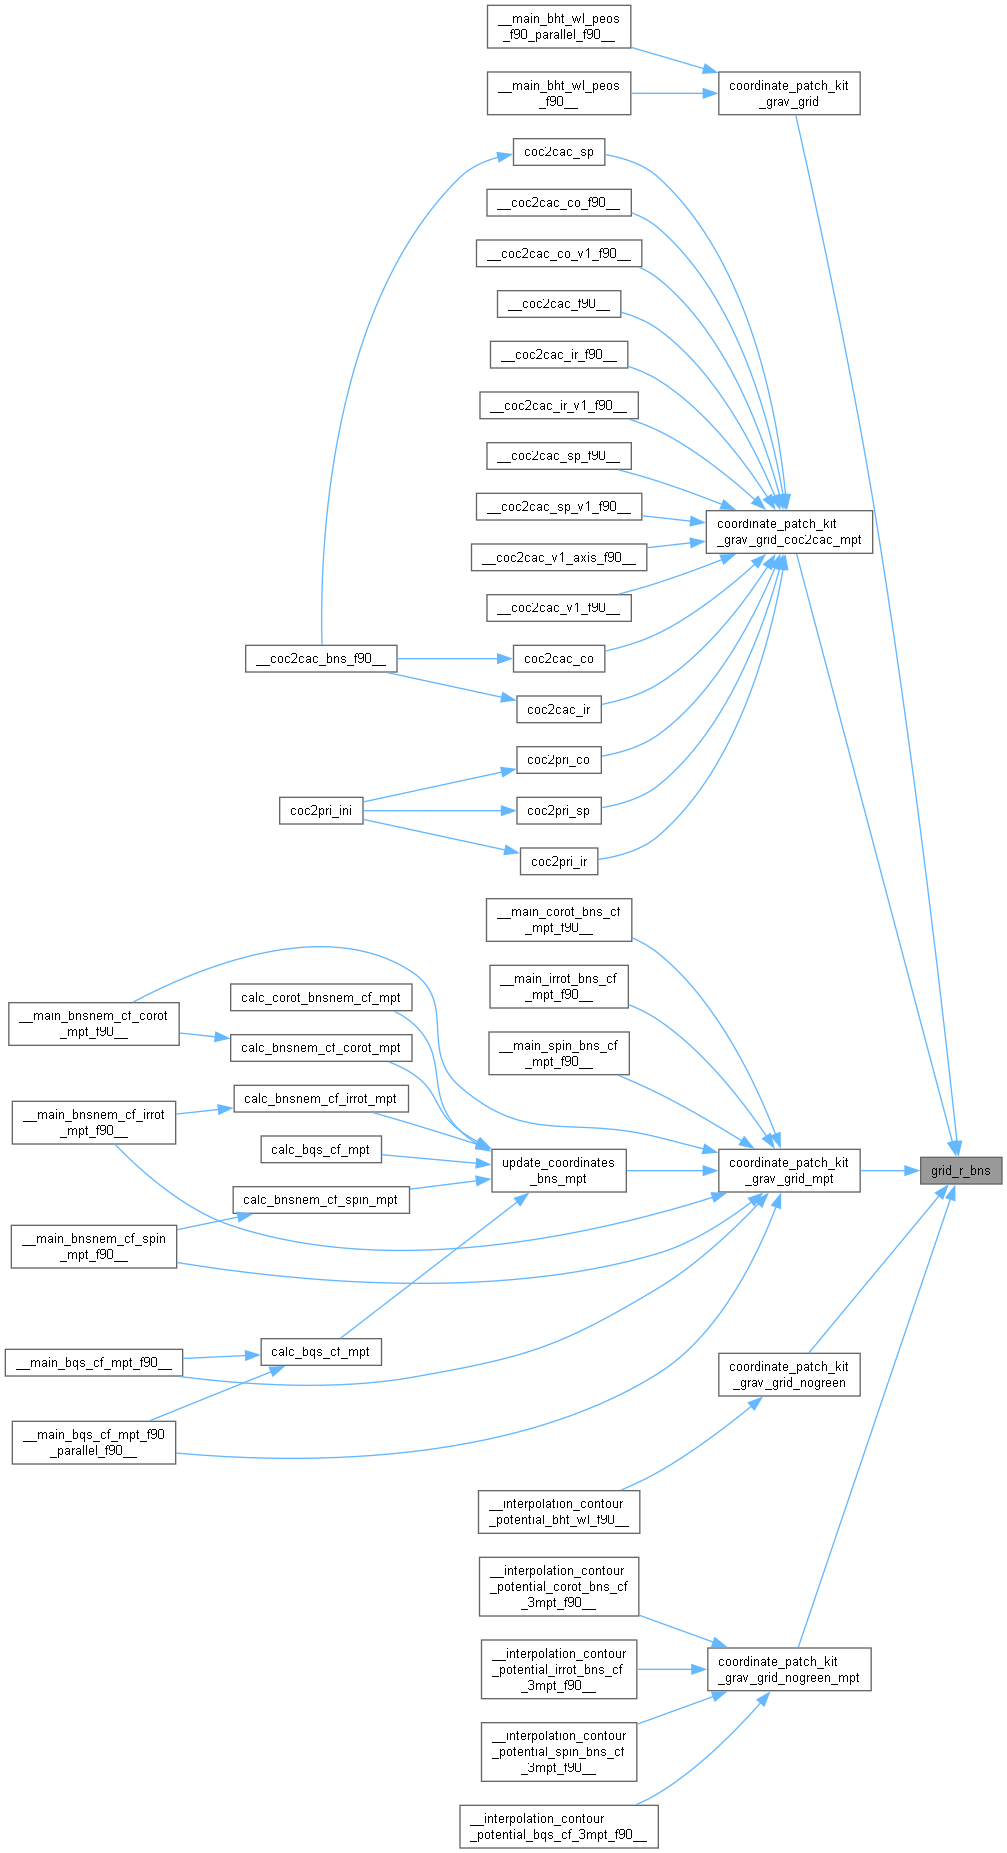 __main_bht_wl_peos
_f90_parallel_f90__
coordinate_patch_kit
_grav_grid
__main_bht_wl_peos
_f90__
coc2cac_sp
__coc2cac_co_f90__
__coc2cac_co_v1_f90__
__coc2cac_f90__
__coc2cac_ir_f90__
__coc2cac_ir_v1_f90__
__coc2cac_sp_f90__
__coc2cac_sp_v1_f90__
coordinate_patch_kit
_grav_grid_coc2cac_mpt
__coc2cac_v1_axis_f90__
__coc2cac_v1_f90__
__coc2cac_bns_f90__
coc2cac_co
coc2cac_ir
coc2pri_co
coc2pri_ini
coc2pri_sp
coc2pri_ir
__main_corot_bns_cf
_mpt_f90__
__main_irrot_bns_cf
_mpt_f90__
calc_corot_bnsnem_cf_mpt
__main_bnsnem_cf_corot
_mpt_f90__
calc_bnsnem_cf_corot_mpt
__main_spin_bns_cf
_mpt_f90__
calc_bnsnem_cf_irrot_mpt
__main_bnsnem_cf_irrot
_mpt_f90__
calc_bqs_cf_mpt
update_coordinates
_bns_mpt
coordinate_patch_kit
_grav_grid_mpt
grid_r_bns
calc_bnsnem_cf_spin_mpt
__main_bnsnem_cf_spin
_mpt_f90__
calc_bqs_cf_mpt
__main_bqs_cf_mpt_f90__
coordinate_patch_kit
_grav_grid_nogreen
__main_bqs_cf_mpt_f90
_parallel_f90__
__interpolation_contour
_potential_bht_wl_f90__
__interpolation_contour
_potential_corot_bns_cf
_3mpt_f90__
__interpolation_contour
_potential_irrot_bns_cf
_3mpt_f90__
coordinate_patch_kit
_grav_grid_nogreen_mpt
__interpolation_contour
_potential_spin_bns_cf
_3mpt_f90__
__interpolation_contour
_potential_bqs_cf_3mpt_f90__